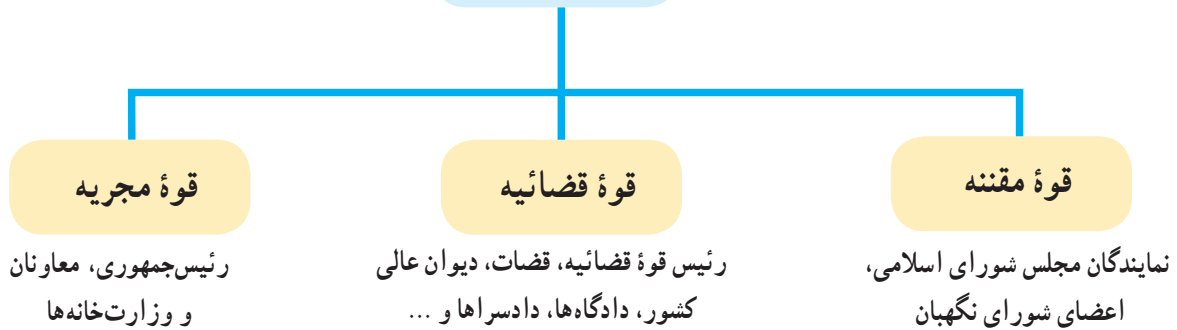 قوهٔ مقننه
نمایندگان مجلس شورای اسلامی،
اعضای شورای نگهبان
قوهٔ قضائیه
رئیس قوهٔ قضائیه، قضات، دیوان عالی
کشور، دادگاه‌ها، دادسراها و ...
قوهٔ مجریه
رئیس‌جمهوری، معاونان
و وزارت‌خانه‌ها